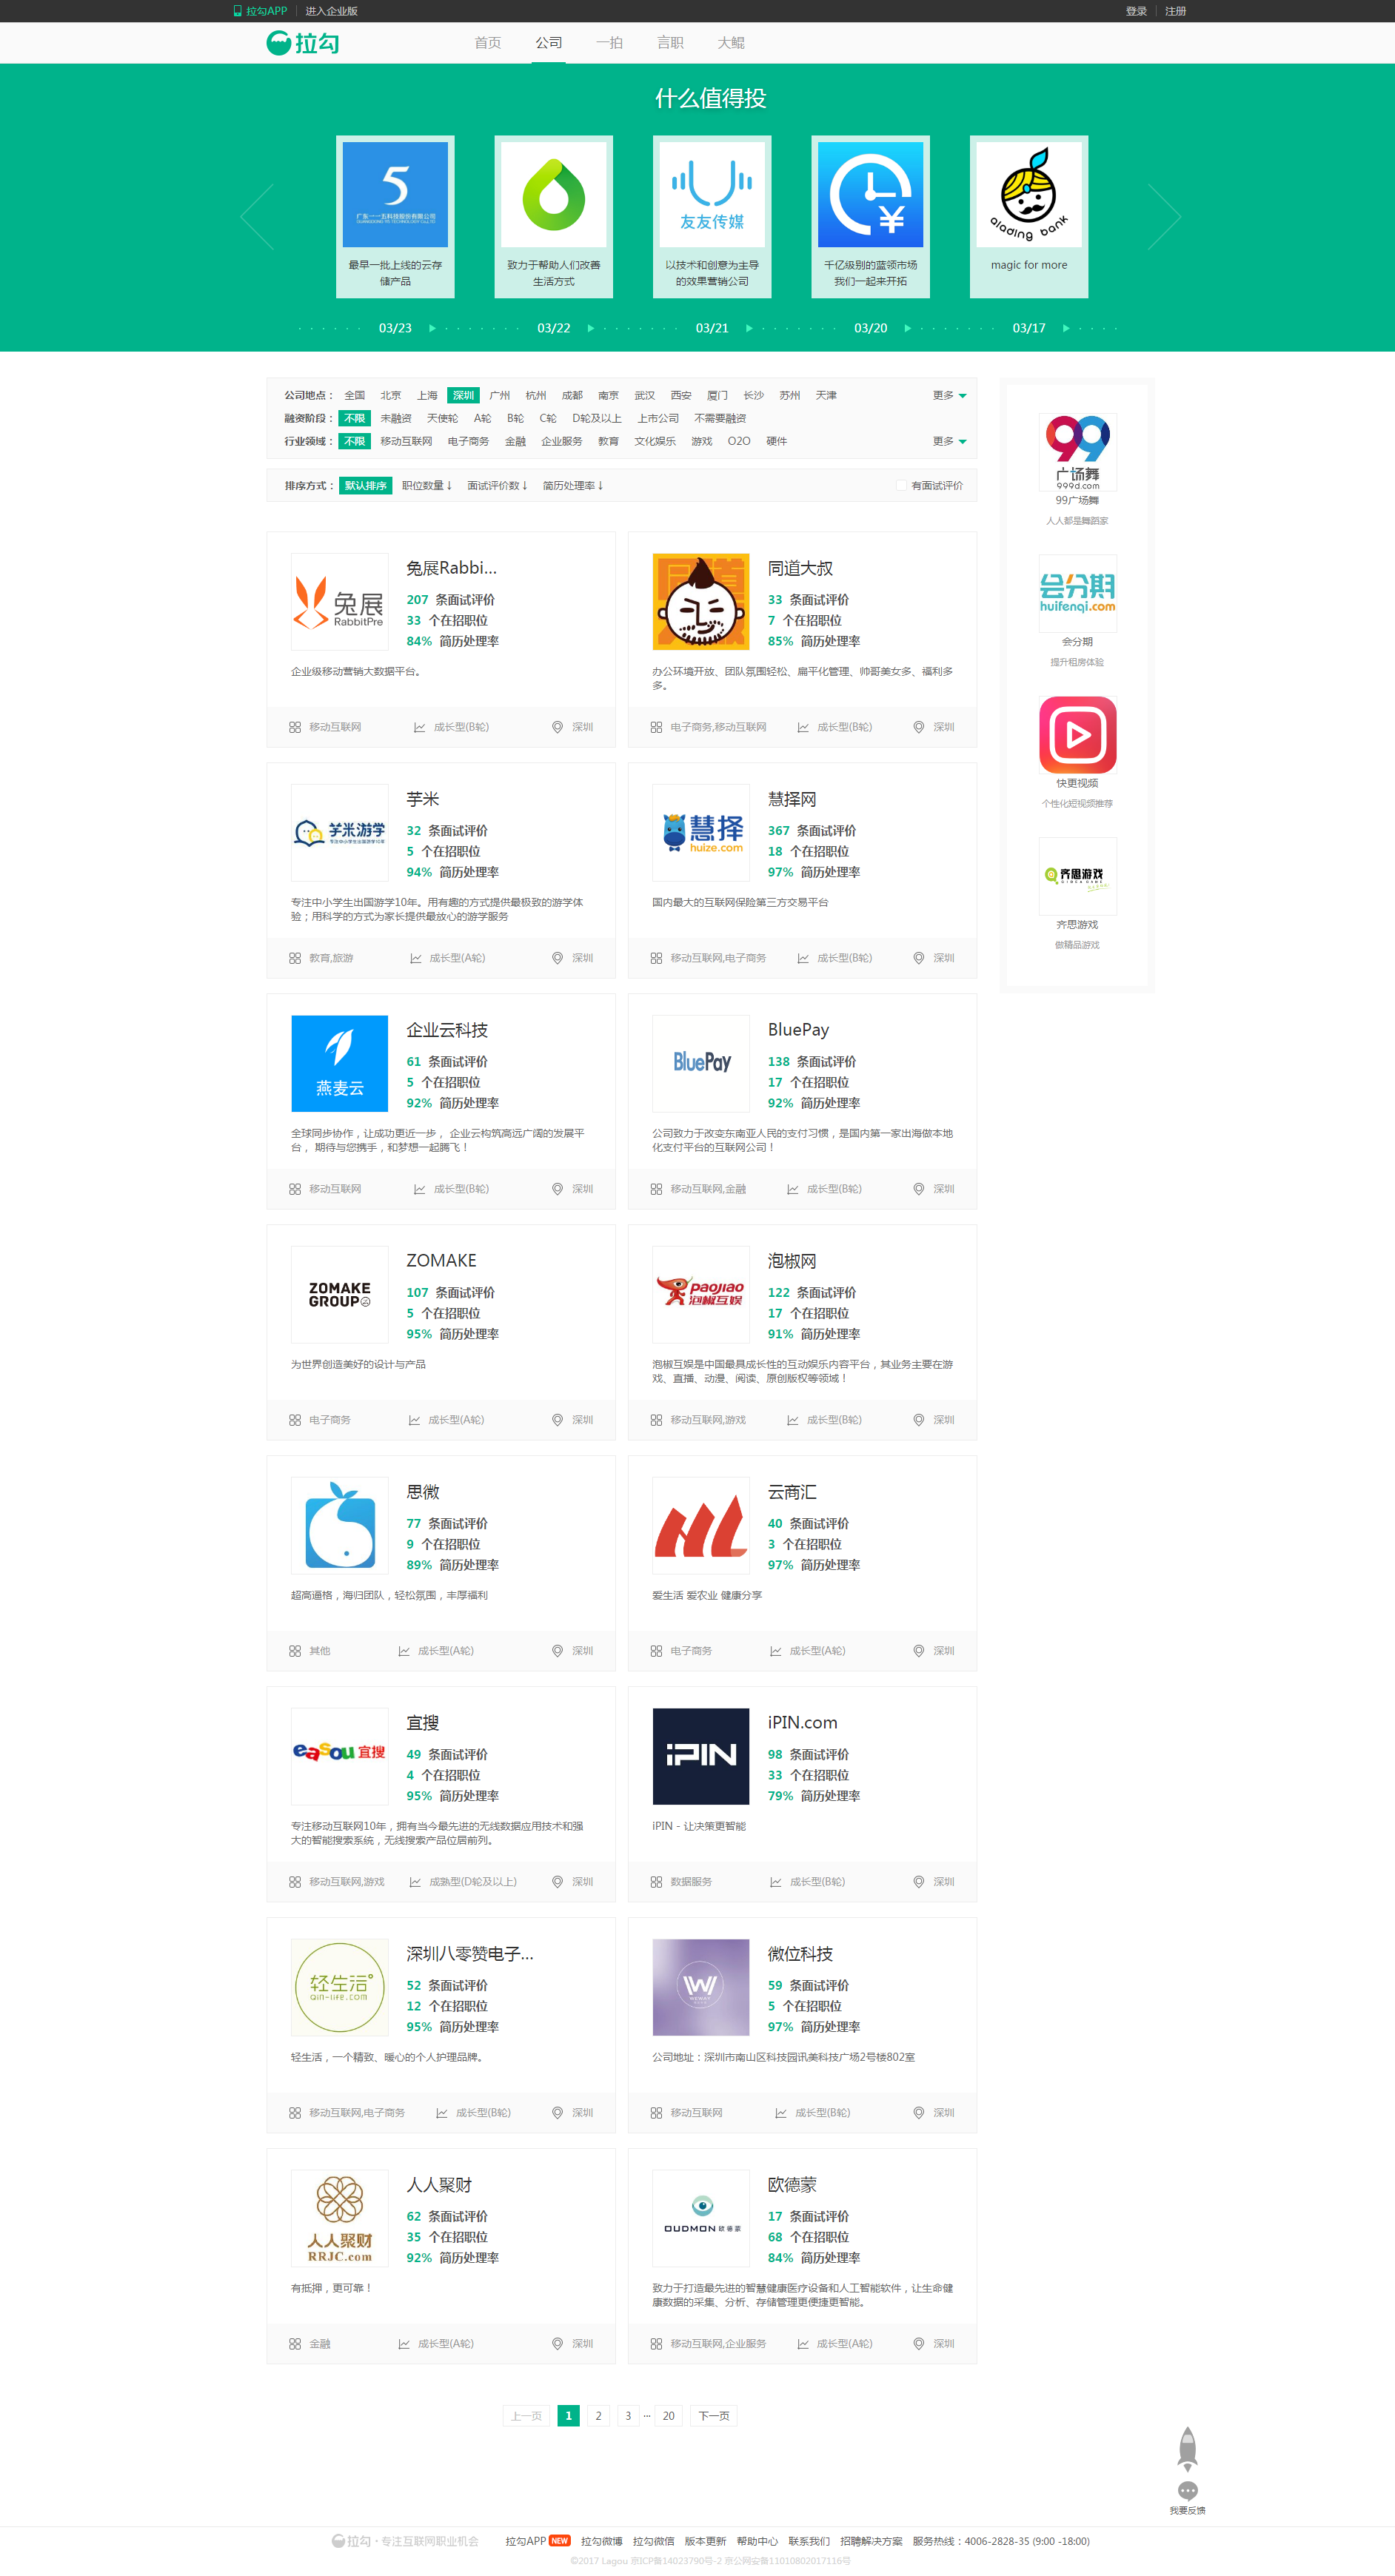 拉勾APP 进入企业版 登录 注册
拉勾 首页 公司 一拍 言职 大鲲
什么值得投
5
广东一一五科技股份有限公司
友友传媒
¥
alading bank
最早一批上线的云存
储产品
致力于帮助人们改善
生活方式
以技术和创意为主导
的效果营销公司
千亿级别的蓝领市场
我们一起来开拓
magic for more
03/23 03/22 03/21 03/20 03/17
公司地点： 全国 北京 上海 深圳 广州 杭州 成都 南京 武汉 西安 厦门 长沙 苏州 天津 更多
融资阶段： 不限 未融资 天使轮 A轮 B轮 C轮 D轮及以上 上市公司 不需要融资
行业领域： 不限 移动互联网 电子商务 金融 企业服务 教育 文化娱乐 游戏 O2O 硬件 更多
排序方式： 默认排序 职位数量↓ 面试评价数↓ 简历处理率↓ 有面试评价
99
广场舞
999d.com
99广场舞
人人都是舞蹈家
会分期
huifenqi.com
会分期
提升租房体验
快更视频
个性化短视频推荐
齐思游戏
齐思游戏
做精品游戏
兔展
RabbitPre
兔展Rabbi...
207 条面试评价
33 个在招职位
84% 简历处理率
企业级移动营销大数据平台。
移动互联网 成长型(B轮) 深圳
同道
同道大叔
33 条面试评价
7 个在招职位
85% 简历处理率
办公环境开放、团队氛围轻松、扁平化管理、帅哥美女多、福利多
多。
电子商务,移动互联网 成长型(B轮) 深圳
芋米游学
专注中小学生出国游学10年
芋米
32 条面试评价
5 个在招职位
94% 简历处理率
专注中小学生出国游学10年。用有趣的方式提供最极致的游学体
验；用科学的方式为家长提供最放心的游学服务
教育,旅游 成长型(A轮) 深圳
慧择
huize.com
慧择网
367 条面试评价
18 个在招职位
97% 简历处理率
国内最大的互联网保险第三方交易平台
移动互联网,电子商务 成长型(B轮) 深圳
燕麦云
企业云科技
61 条面试评价
5 个在招职位
92% 简历处理率
全球同步协作，让成功更近一步， 企业云构筑高远广阔的发展平
台， 期待与您携手，和梦想一起腾飞！
移动互联网 成长型(B轮) 深圳
BluePay
BluePay
138 条面试评价
17 个在招职位
92% 简历处理率
公司致力于改变东南亚人民的支付习惯，是国内第一家出海做本地
化支付平台的互联网公司！
移动互联网,金融 成长型(B轮) 深圳
ZOMAKE
GROUP
ZOMAKE
107 条面试评价
5 个在招职位
95% 简历处理率
为世界创造美好的设计与产品
电子商务 成长型(A轮) 深圳
PAOJIAO
泡椒互娱
泡椒网
122 条面试评价
17 个在招职位
91% 简历处理率
泡椒互娱是中国最具成长性的互动娱乐内容平台，其业务主要在游
戏、直播、动漫、阅读、原创版权等领域！
移动互联网,游戏 成长型(B轮) 深圳
思微
77 条面试评价
9 个在招职位
89% 简历处理率
超高逼格，海归团队，轻松氛围，丰厚福利
其他 成长型(A轮) 深圳
云商汇
40 条面试评价
3 个在招职位
97% 简历处理率
爱生活 爱农业 健康分享
电子商务 成长型(A轮) 深圳
easou 宜搜
宜搜
49 条面试评价
4 个在招职位
95% 简历处理率
专注移动互联网10年，拥有当今最先进的无线数据应用技术和强
大的智能搜索系统，无线搜索产品位居前列。
移动互联网,游戏 成熟型(D轮及以上) 深圳
iPIN
iPIN.com
98 条面试评价
33 个在招职位
79% 简历处理率
iPIN - 让决策更智能
数据服务 成长型(B轮) 深圳
轻生活
Qin-life.com
深圳八零赞电子...
52 条面试评价
12 个在招职位
95% 简历处理率
轻生活，一个精致、暖心的个人护理品牌。
移动互联网,电子商务 成长型(B轮) 深圳
微位科技
59 条面试评价
5 个在招职位
97% 简历处理率
公司地址：深圳市南山区科技园讯美科技广场2号楼802室
移动互联网 成长型(B轮) 深圳
人人聚财
RRJC.com
人人聚财
62 条面试评价
35 个在招职位
92% 简历处理率
有抵押，更可靠！
金融 成长型(A轮) 深圳
OUDMON 欧德蒙
欧德蒙
17 条面试评价
68 个在招职位
84% 简历处理率
致力于打造最先进的智慧健康医疗设备和人工智能软件，让生命健
康数据的采集、分析、存储管理更便捷更智能。
移动互联网,企业服务 成长型(A轮) 深圳
上一页 1 2 3 ... 20 下一页
我要反馈
拉勾·专注互联网职业机会 拉勾APP NEW 拉勾微博 拉勾微信 版本更新 帮助中心 联系我们 招聘解决方案 服务热线：4006-2828-35 (9:00 -18:00)
©2017 Lagou 京ICP备14023790号-2 京公网安备11010802017116号